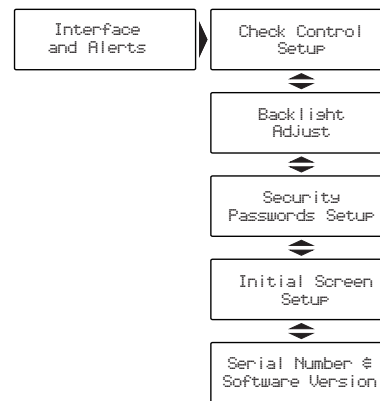 Interface
and Alerts
Check Control
Setup
Backlight
Adjust
Security
Passwords Setup
Initial Screen
Setup
Serial Number &
Software Version